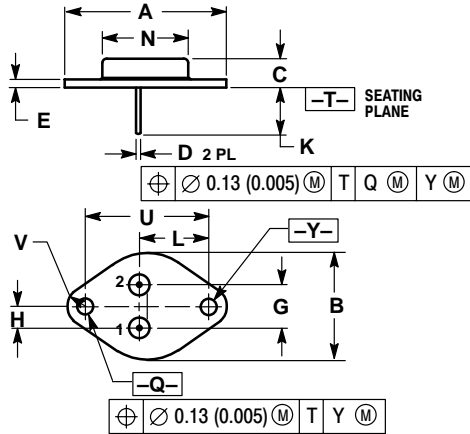 A
N
C
E
–T– SEATING PLANE
K
D 2 PL
⌖ ∅ 0.13 (0.005) Ⓜ T Q Ⓜ Y Ⓜ
U
V
L
–Y–
2
H
G
B
1
–Q–
⌖ ∅ 0.13 (0.005) Ⓜ T Y Ⓜ